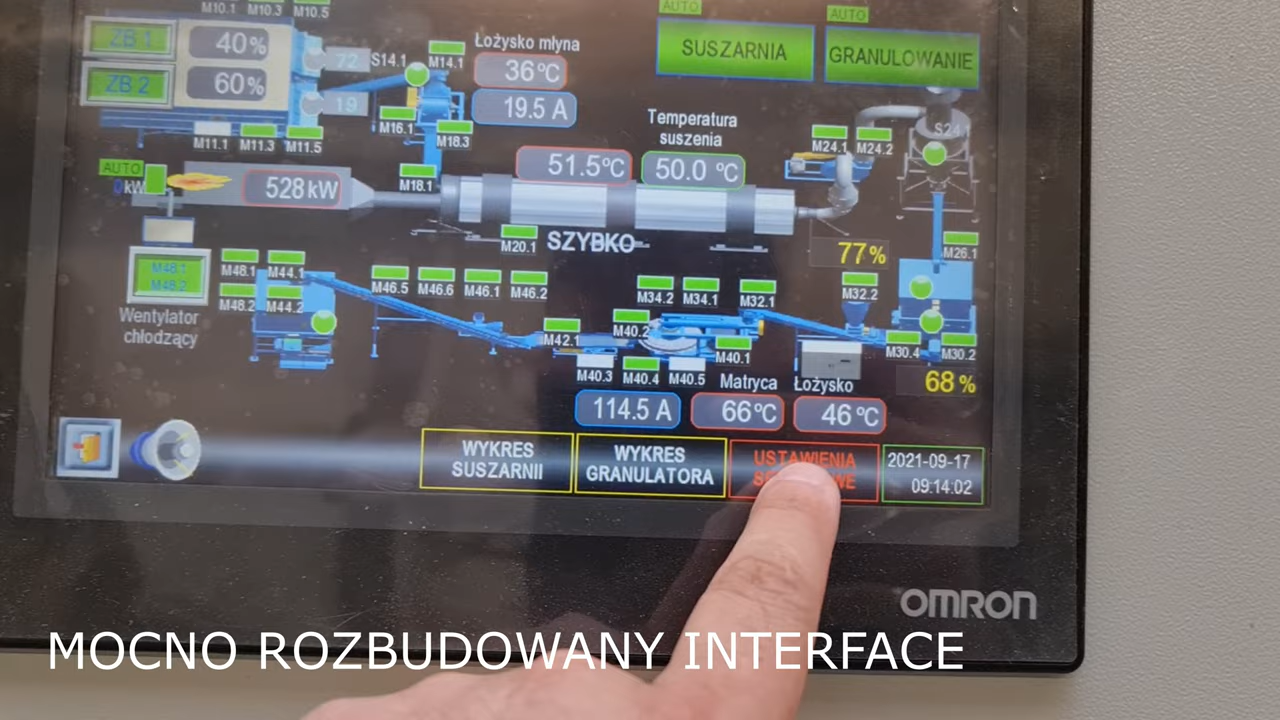 M10.1 M10.3 M10.5
AUTO
AUTO
ZB 1
40%
72
S14.1
M14.1
Łożysko młyna
36°C
SUSZARNIA
GRANULOWANIE
ZB 2
60%
19
19.5 A
M16.1
M18.3
M11.1 M11.3 M11.5
Temperatura
suszenia
M24.1 M24.2
S24.1
AUTO
0kW
528kW
M18.1
51.5°C
50.0 °C
M20.1
SZYBKO
77%
M26.1
M48.1
M48.2
M48.1 M44.1
M48.2 M44.2
M46.5 M46.6 M46.1 M46.2
M34.2 M34.1 M32.1
M32.2
Wentylator
chłodzący
M42.1
M40.2
M40.1
M30.4 M30.2
M40.3 M40.4 M40.5
Matryca
Łożysko
68%
114.5 A
66°C
46°C
WYKRES
SUSZARNII
WYKRES
GRANULATORA
USTAWIENIA
2021-09-17
09:14:02
OMRON
MOCNO ROZBUDOWANY INTERFACE